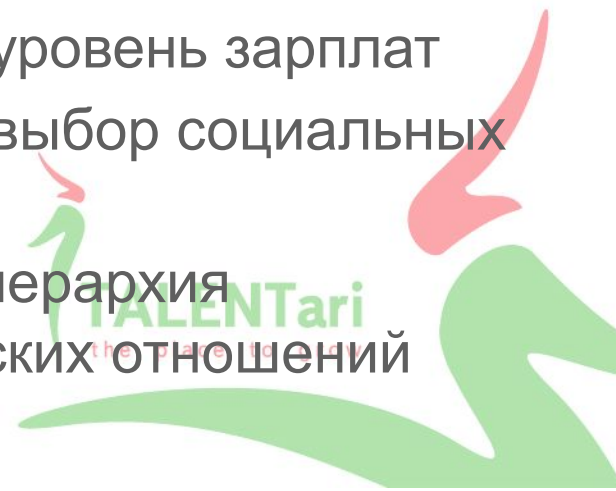 уровень зарплат
выбор социальных
иерархия
TALENTari
ских отношений
the place to grow